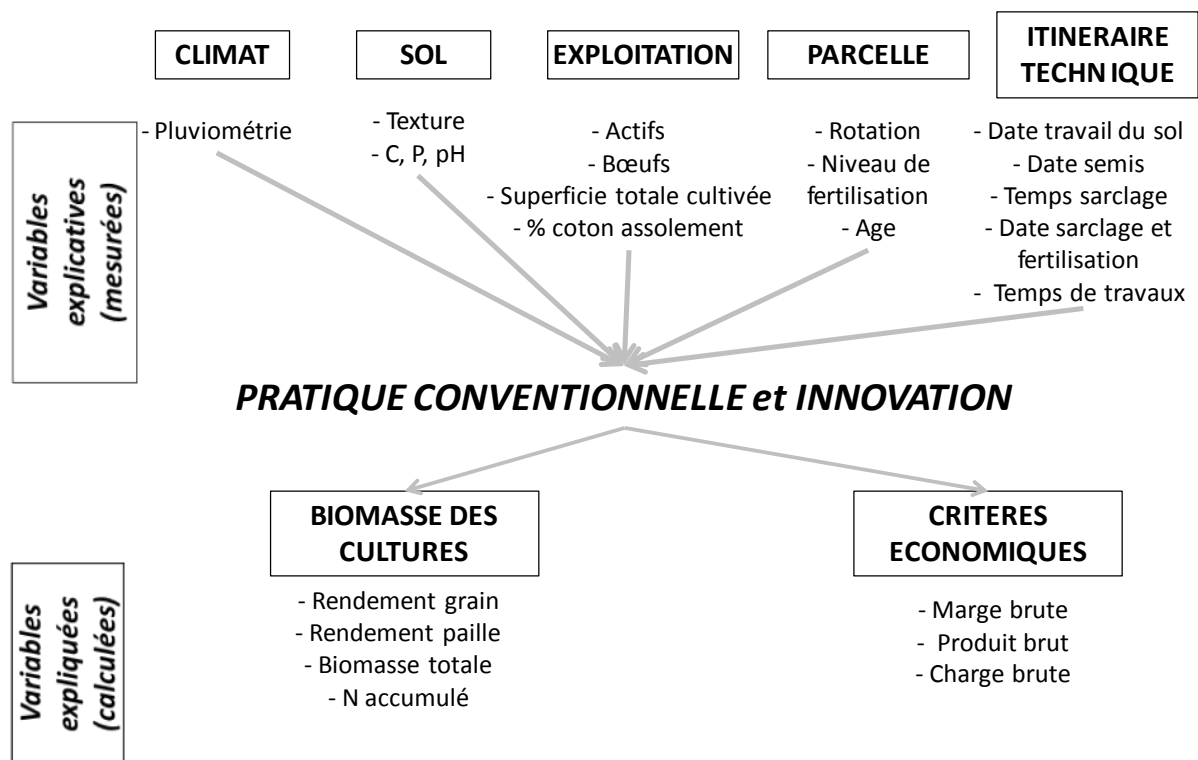 CLIMAT
SOL
EXPLOITATION
PARCELLE
ITINERAIRE
TECHNIQUE
Variables
explicatives
(mesurées)
- Pluviométrie
- Texture
- C, P, pH
- Actifs
- Bœufs
- Superficie totale cultivée
- % coton assolement
- Rotation
- Niveau de
fertilisation
- Age
- Date travail du sol
- Date semis
- Temps sarclage
- Date sarclage et
fertilisation
- Temps de travaux
PRATIQUE CONVENTIONNELLE et INNOVATION
Variables
expliquées
(calculées)
BIOMASSE DES
CULTURES
- Rendement grain
- Rendement paille
- Biomasse totale
- N accumulé
CRITERES
ECONOMIQUES
- Marge brute
- Produit brut
- Charge brute